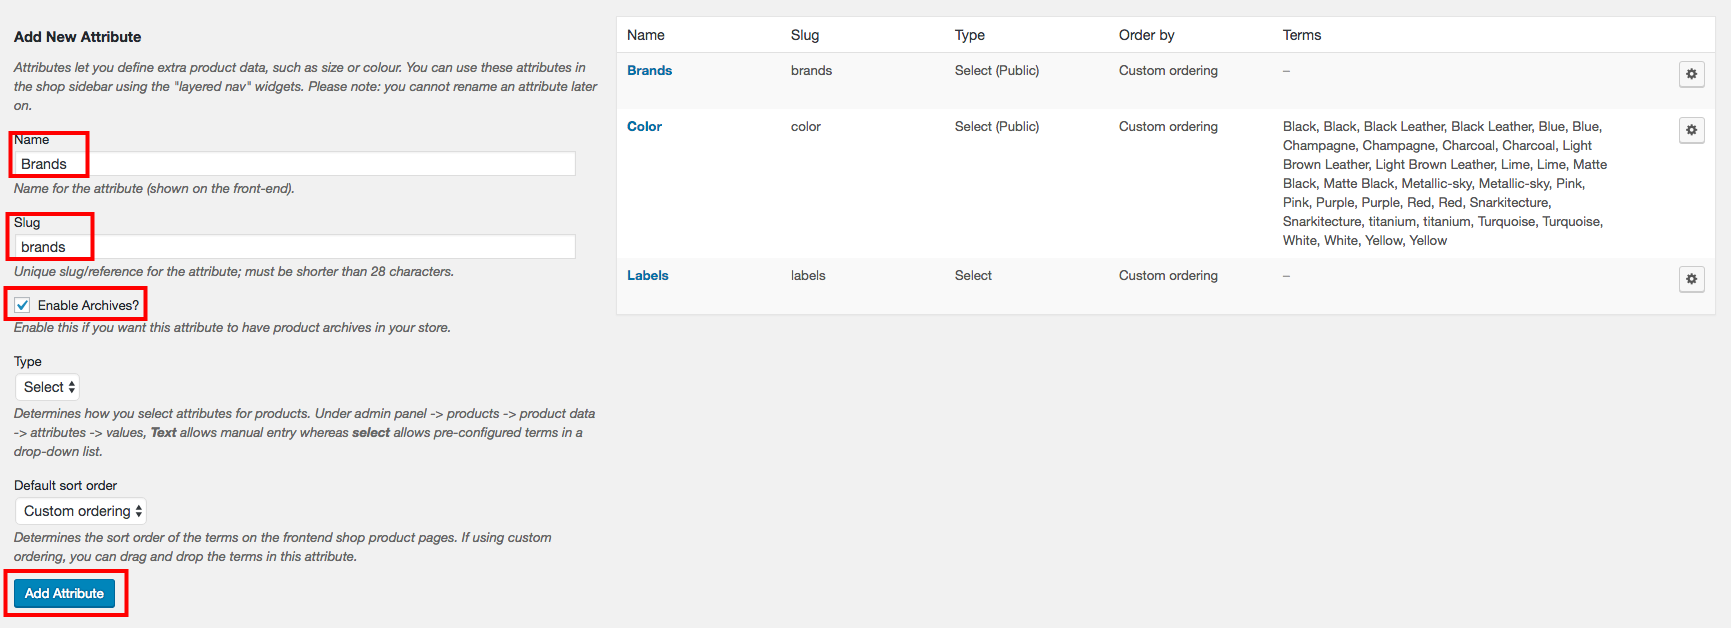 Add New Attribute
Attributes let you define extra product data, such as size or colour. You can use these attributes in
the shop sidebar using the "layered nav" widgets. Please note: you cannot rename an attribute later
on.
Name
Brands
Name for the attribute (shown on the front-end).
Slug
brands
Unique slug/reference for the attribute; must be shorter than 28 characters.
Enable Archives?
Enable this if you want this attribute to have product archives in your store.
Type
Select
Determines how you select attributes for products. Under admin panel -> products -> product data
-> attributes -> values, Text allows manual entry whereas select allows pre-configured terms in a
drop-down list.
Default sort order
Custom ordering
Determines the sort order of the terms on the frontend shop product pages. If using custom
ordering, you can drag and drop the terms in this attribute.
Add Attribute
Name Slug Type Order by Terms
Brands brands Select (Public) Custom ordering –
Color color Select (Public) Custom ordering Black, Black, Black Leather, Black Leather, Blue, Blue,
Champagne, Champagne, Charcoal, Charcoal, Light
Brown Leather, Light Brown Leather, Lime, Lime, Matte
Black, Matte Black, Metallic-sky, Metallic-sky, Pink,
Pink, Purple, Purple, Red, Red, Snarkitecture,
Snarkitecture, titanium, titanium, Turquoise, Turquoise,
White, White, Yellow, Yellow
Labels labels Select Custom ordering –